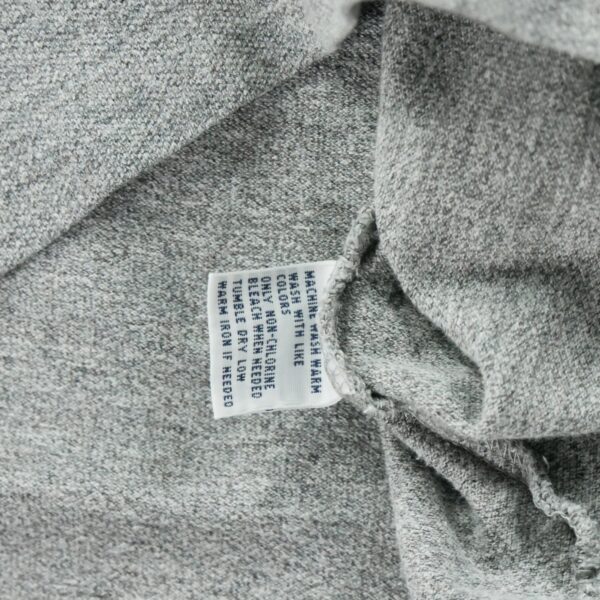 MACHINE WASH WARM
WASH WITH LIKE
COLORS
ONLY NON-CHLORINE
BLEACH WHEN NEEDED
TUMBLE DRY LOW
WARM IRON IF NEEDED